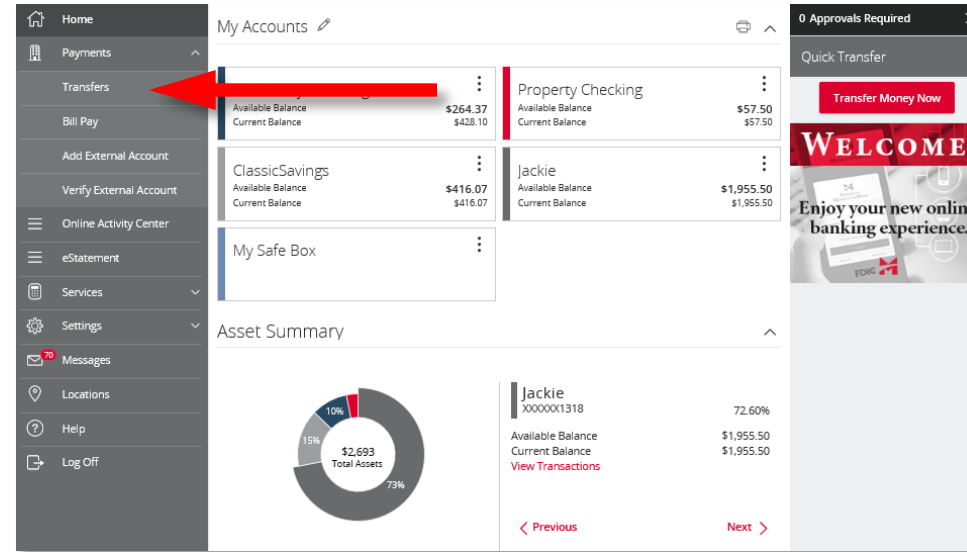 Home
Payments
Transfers
Bill Pay
Add External Account
Verify External Account
Online Activity Center
eStatement
Services
Settings
70
Messages
Locations
Help
Log Off
My Accounts
Available Balance $264.37
Current Balance $428.10
Property Checking
Available Balance $57.50
Current Balance $57.50
ClassicSavings
Available Balance $416.07
Current Balance $416.07
Jackie
Available Balance $1,955.50
Current Balance $1,955.50
My Safe Box
Asset Summary
10%
15%
73%
$2,693
Total Assets
Jackie
XXXXXX1318 72.60%
Available Balance $1,955.50
Current Balance $1,955.50
View Transactions
Previous Next
0 Approvals Required
Quick Transfer
Transfer Money Now
WELCOME
Enjoy your new onlin
banking experience.
FDIC